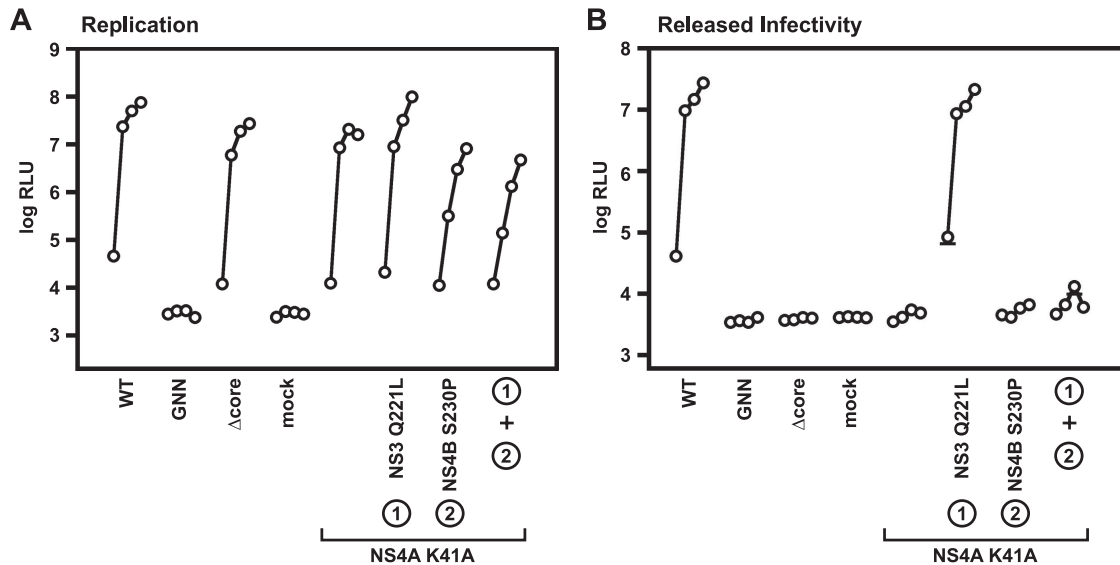 A Replication
9
8
7
6
5
4
3
log RLU
WT
GNN
Δcore
mock
NS3 Q221L
NS4B S230P
1
+
2
1
2
NS4A K41A
B Released Infectivity
8
7
6
5
4
3
log RLU
WT
GNN
Δcore
mock
NS3 Q221L
NS4B S230P
1
+
2
1
2
NS4A K41A